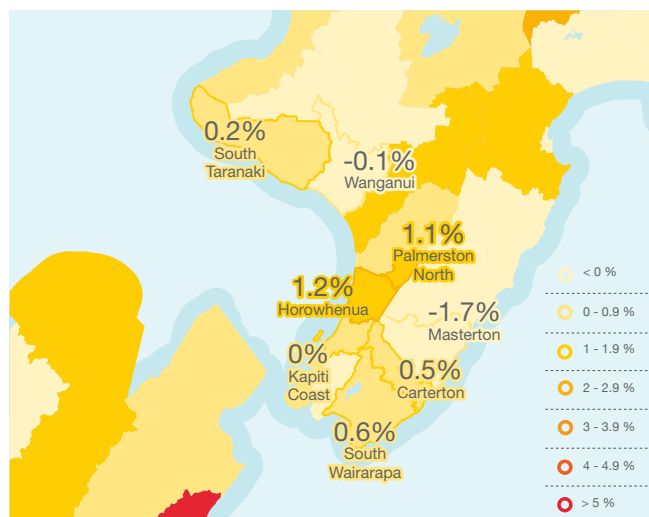 0.2%
South
Taranaki
-0.1%
Wanganui
1.1%
Palmerston
North
1.2%
Horowhenua
-1.7%
Masterton
0%
Kapiti
Coast
0.5%
Carterton
0.6%
South
Wairarapa
< 0 %
0 - 0.9 %
1 - 1.9 %
2 - 2.9 %
3 - 3.9 %
4 - 4.9 %
> 5 %